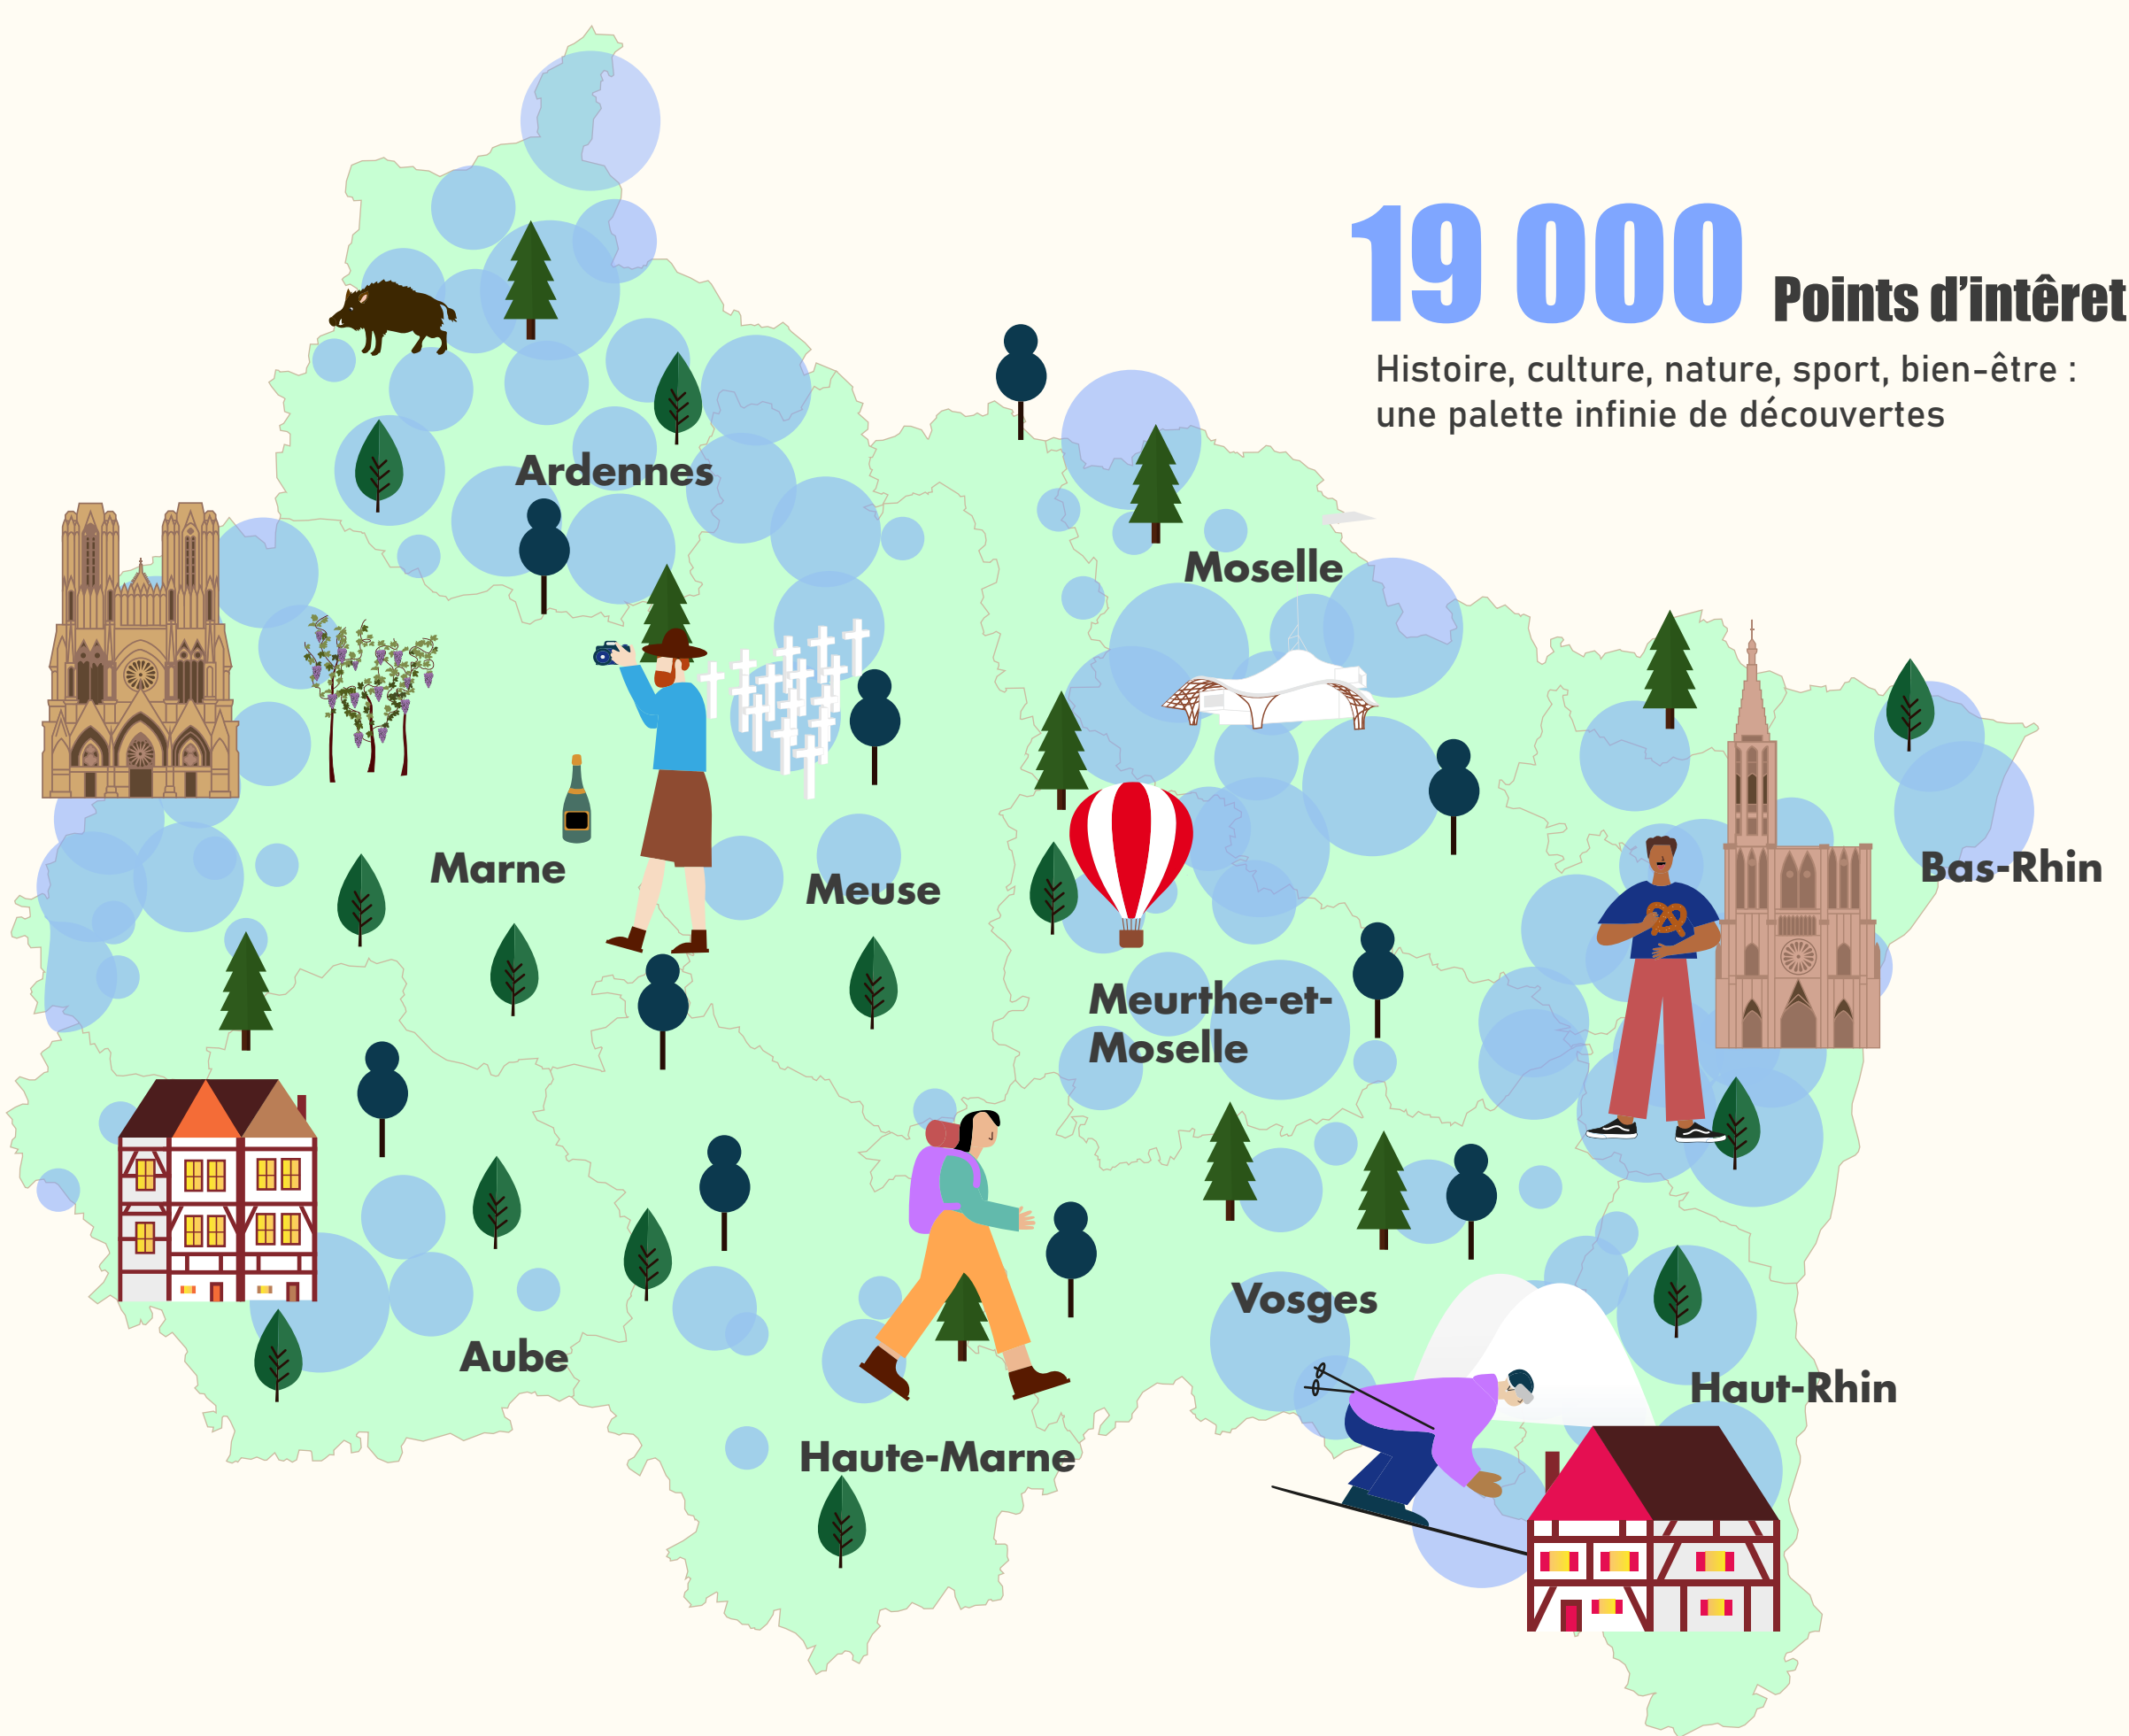 19 000 Points d’intêret
Histoire, culture, nature, sport, bien-être :
une palette infinie de découvertes
Ardennes
Moselle
Marne
Meuse
Bas-Rhin
Meurthe-et-
Moselle
Vosges
Aube
Haut-Rhin
Haute-Marne